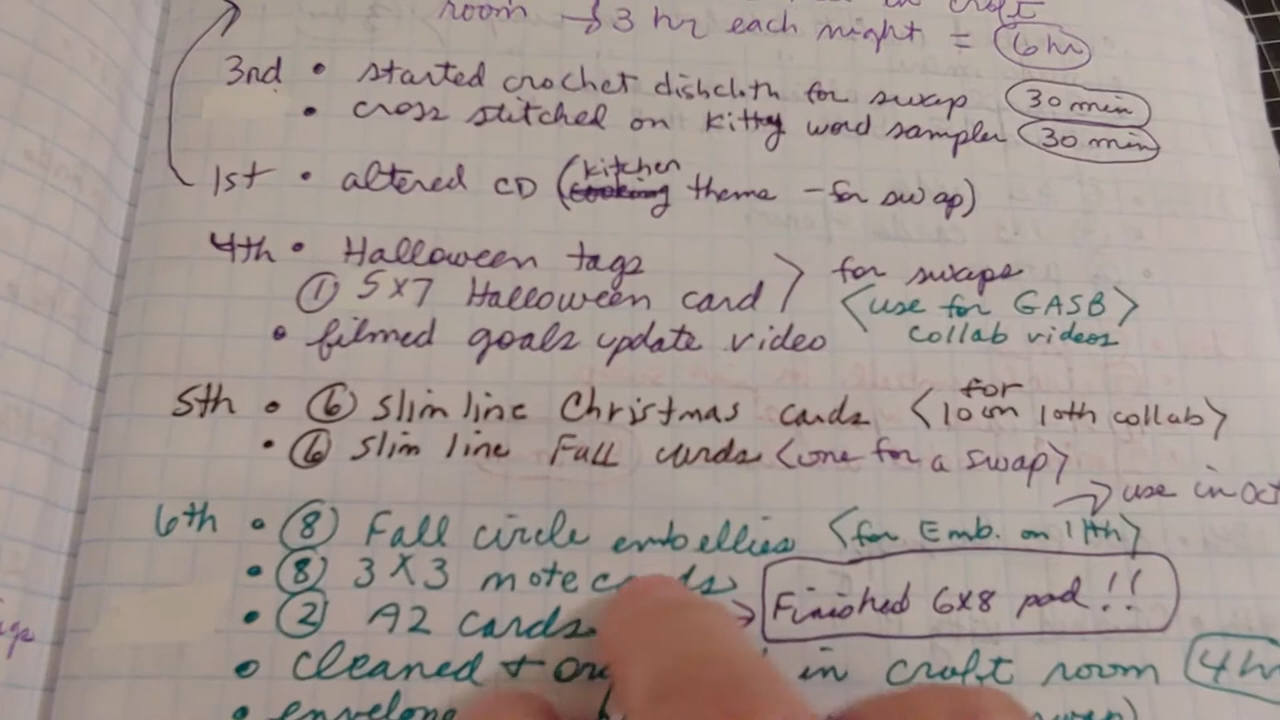 room → 3 hr each night = 6 hr
3rd • started crochet dishcloth for swap 30 min
• cross stitched on Kitty word sampler 30 min
kitchen
1st • altered CD (cooking theme - for swap)
4th • Halloween tags > for swaps
① 5x7 Halloween card <use for GASB>
• filmed goals update video collab videos
for
5th • ⑥ Slim line Christmas cards <10 on 10th collab>
• ⑥ Slim line Fall cards <one for a swap>
→ use in Oct
6th • ⑧ Fall circle embellies <for Emb. on 11th>
• ⑧ 3x3 note cards
• ② A2 cards → Finished 6x8 pad!!
• cleaned + in craft room 4 hr